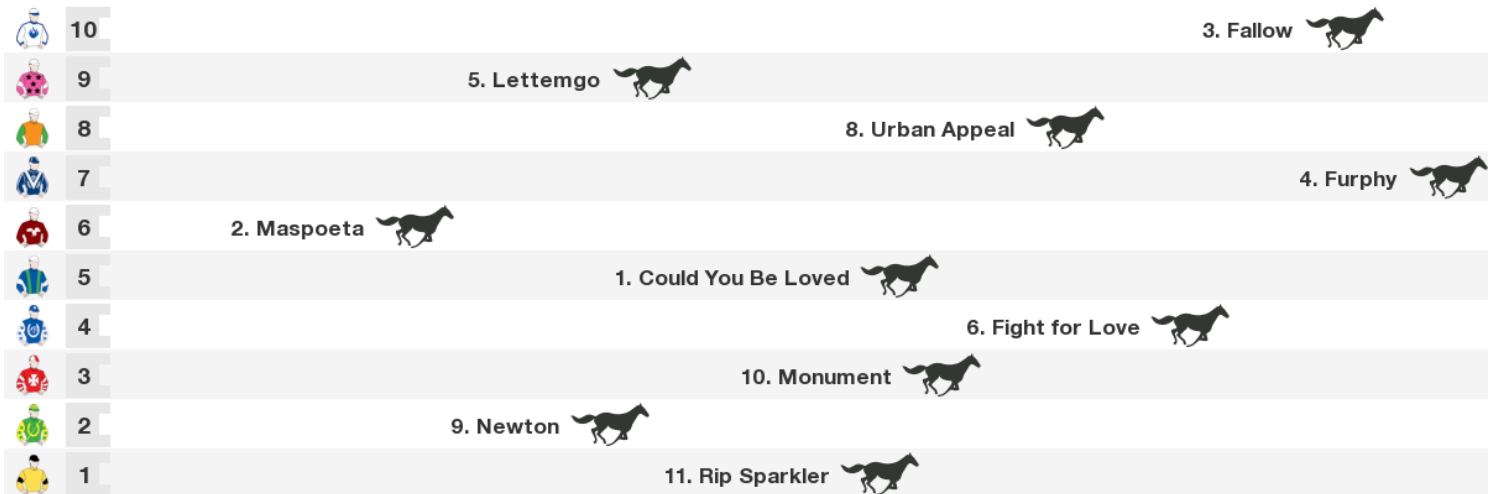 10 3. Fallow
9 5. Lettemgo
8 8. Urban Appeal
7 4. Furphy
6 2. Maspoeta
5 1. Could You Be Loved
4 6. Fight for Love
3 10. Monument
2 9. Newton
1 11. Rip Sparkler